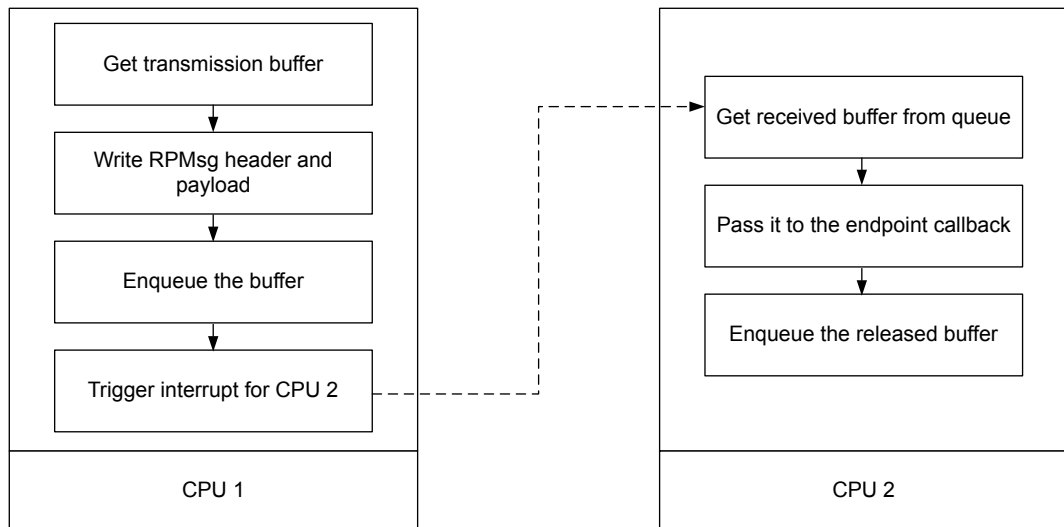 Get transmission buffer
Write RPMsg header and
payload
Enqueue the buffer
Trigger interrupt for CPU 2
CPU 1
Get received buffer from queue
Pass it to the endpoint callback
Enqueue the released buffer
CPU 2